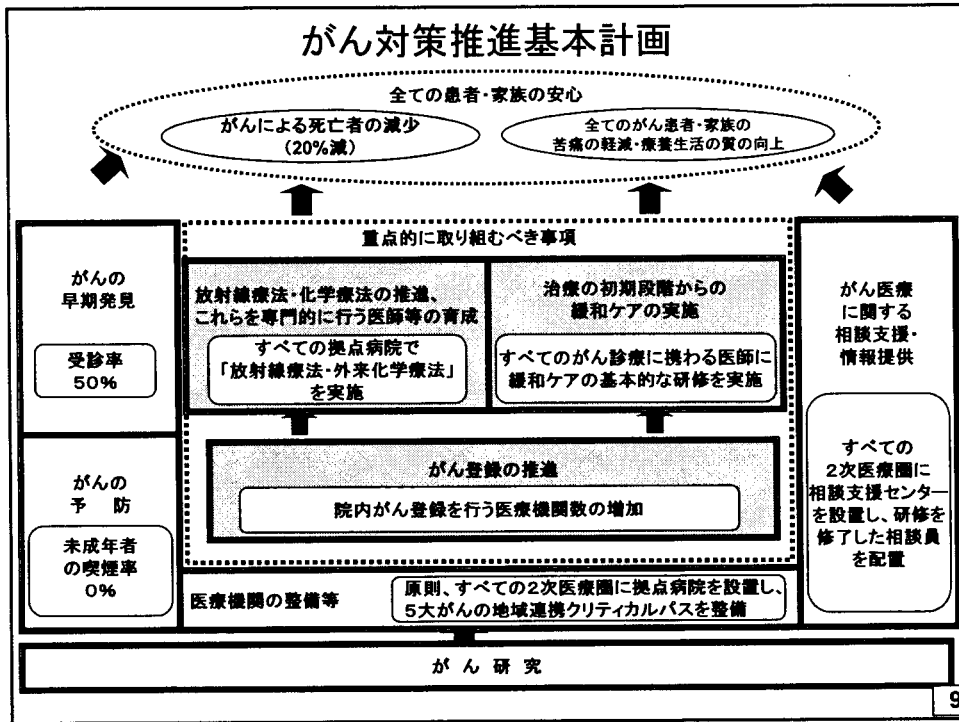 がん対策推進基本計画
全ての患者・家族の安心
がんによる死亡者の減少
(20%減)
全てのがん患者・家族の
苦痛の軽減・療養生活の質の向上
がんの
早期発見
受診率
50%
がんの
予 防
未成年者
の喫煙率
0%
重点的に取り組むべき事項
放射線療法・化学療法の推進、
これらを専門的に行う医師等の育成
すべての拠点病院で
「放射線療法・外来化学療法」
を実施
治療の初期段階からの
緩和ケアの実施
すべてのがん診療に携わる医師に
緩和ケアの基本的な研修を実施
がん登録の推進
院内がん登録を行う医療機関数の増加
医療機関の整備等
原則、すべての2次医療圏に拠点病院を設置し、
5大がんの地域連携クリティカルパスを整備
がん医療
に関する
相談支援・
情報提供
すべての
2次医療圏に
相談支援センター
を設置し、研修を
修了した相談員
を配置
が ん 研 究
9